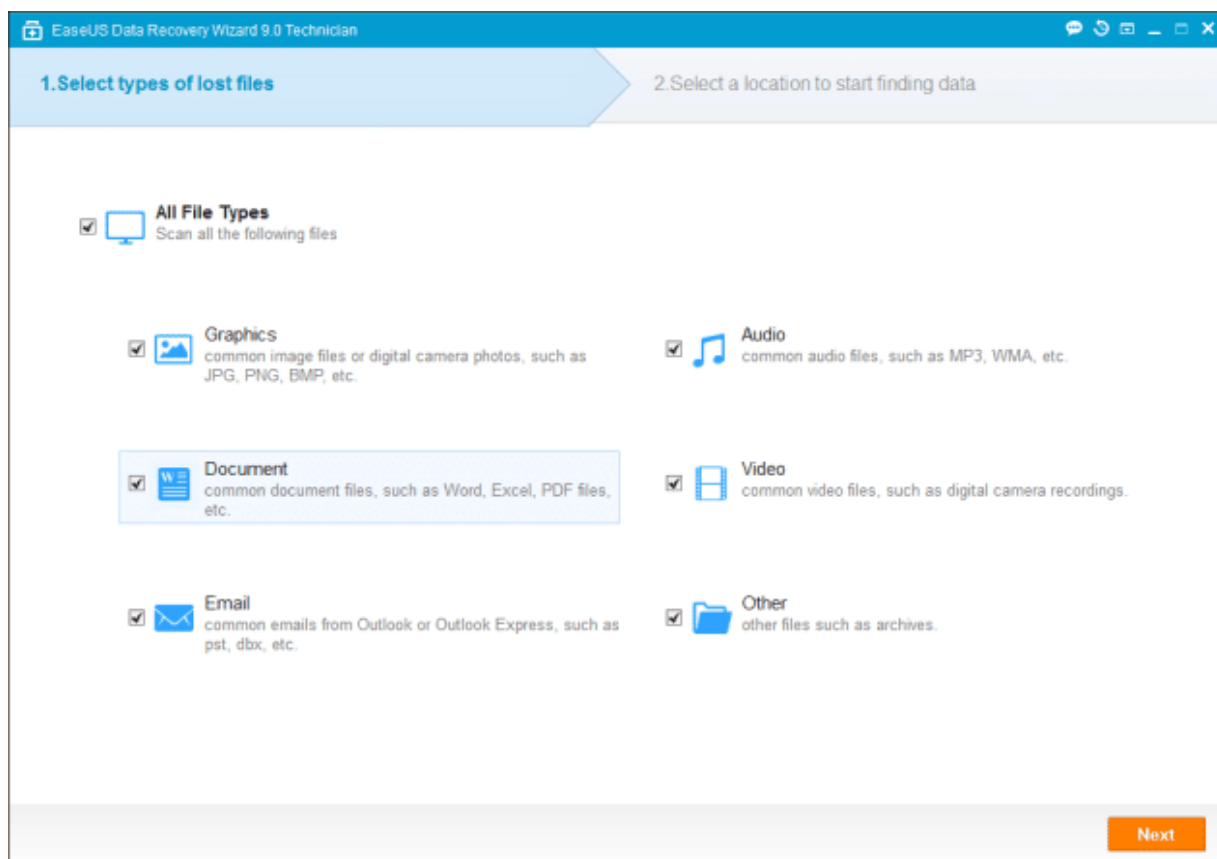 EaseUS Data Recovery Wizard 9.0 Technician
1.Select types of lost files
2.Select a location to start finding data
All File Types
Scan all the following files
Graphics
common image files or digital camera photos, such as
JPG, PNG, BMP, etc.
Audio
common audio files, such as MP3, WMA, etc.
Document
common document files, such as Word, Excel, PDF files,
etc.
Video
common video files, such as digital camera recordings.
Email
common emails from Outlook or Outlook Express, such as
pst, dbx, etc.
Other
other files such as archives.
Next